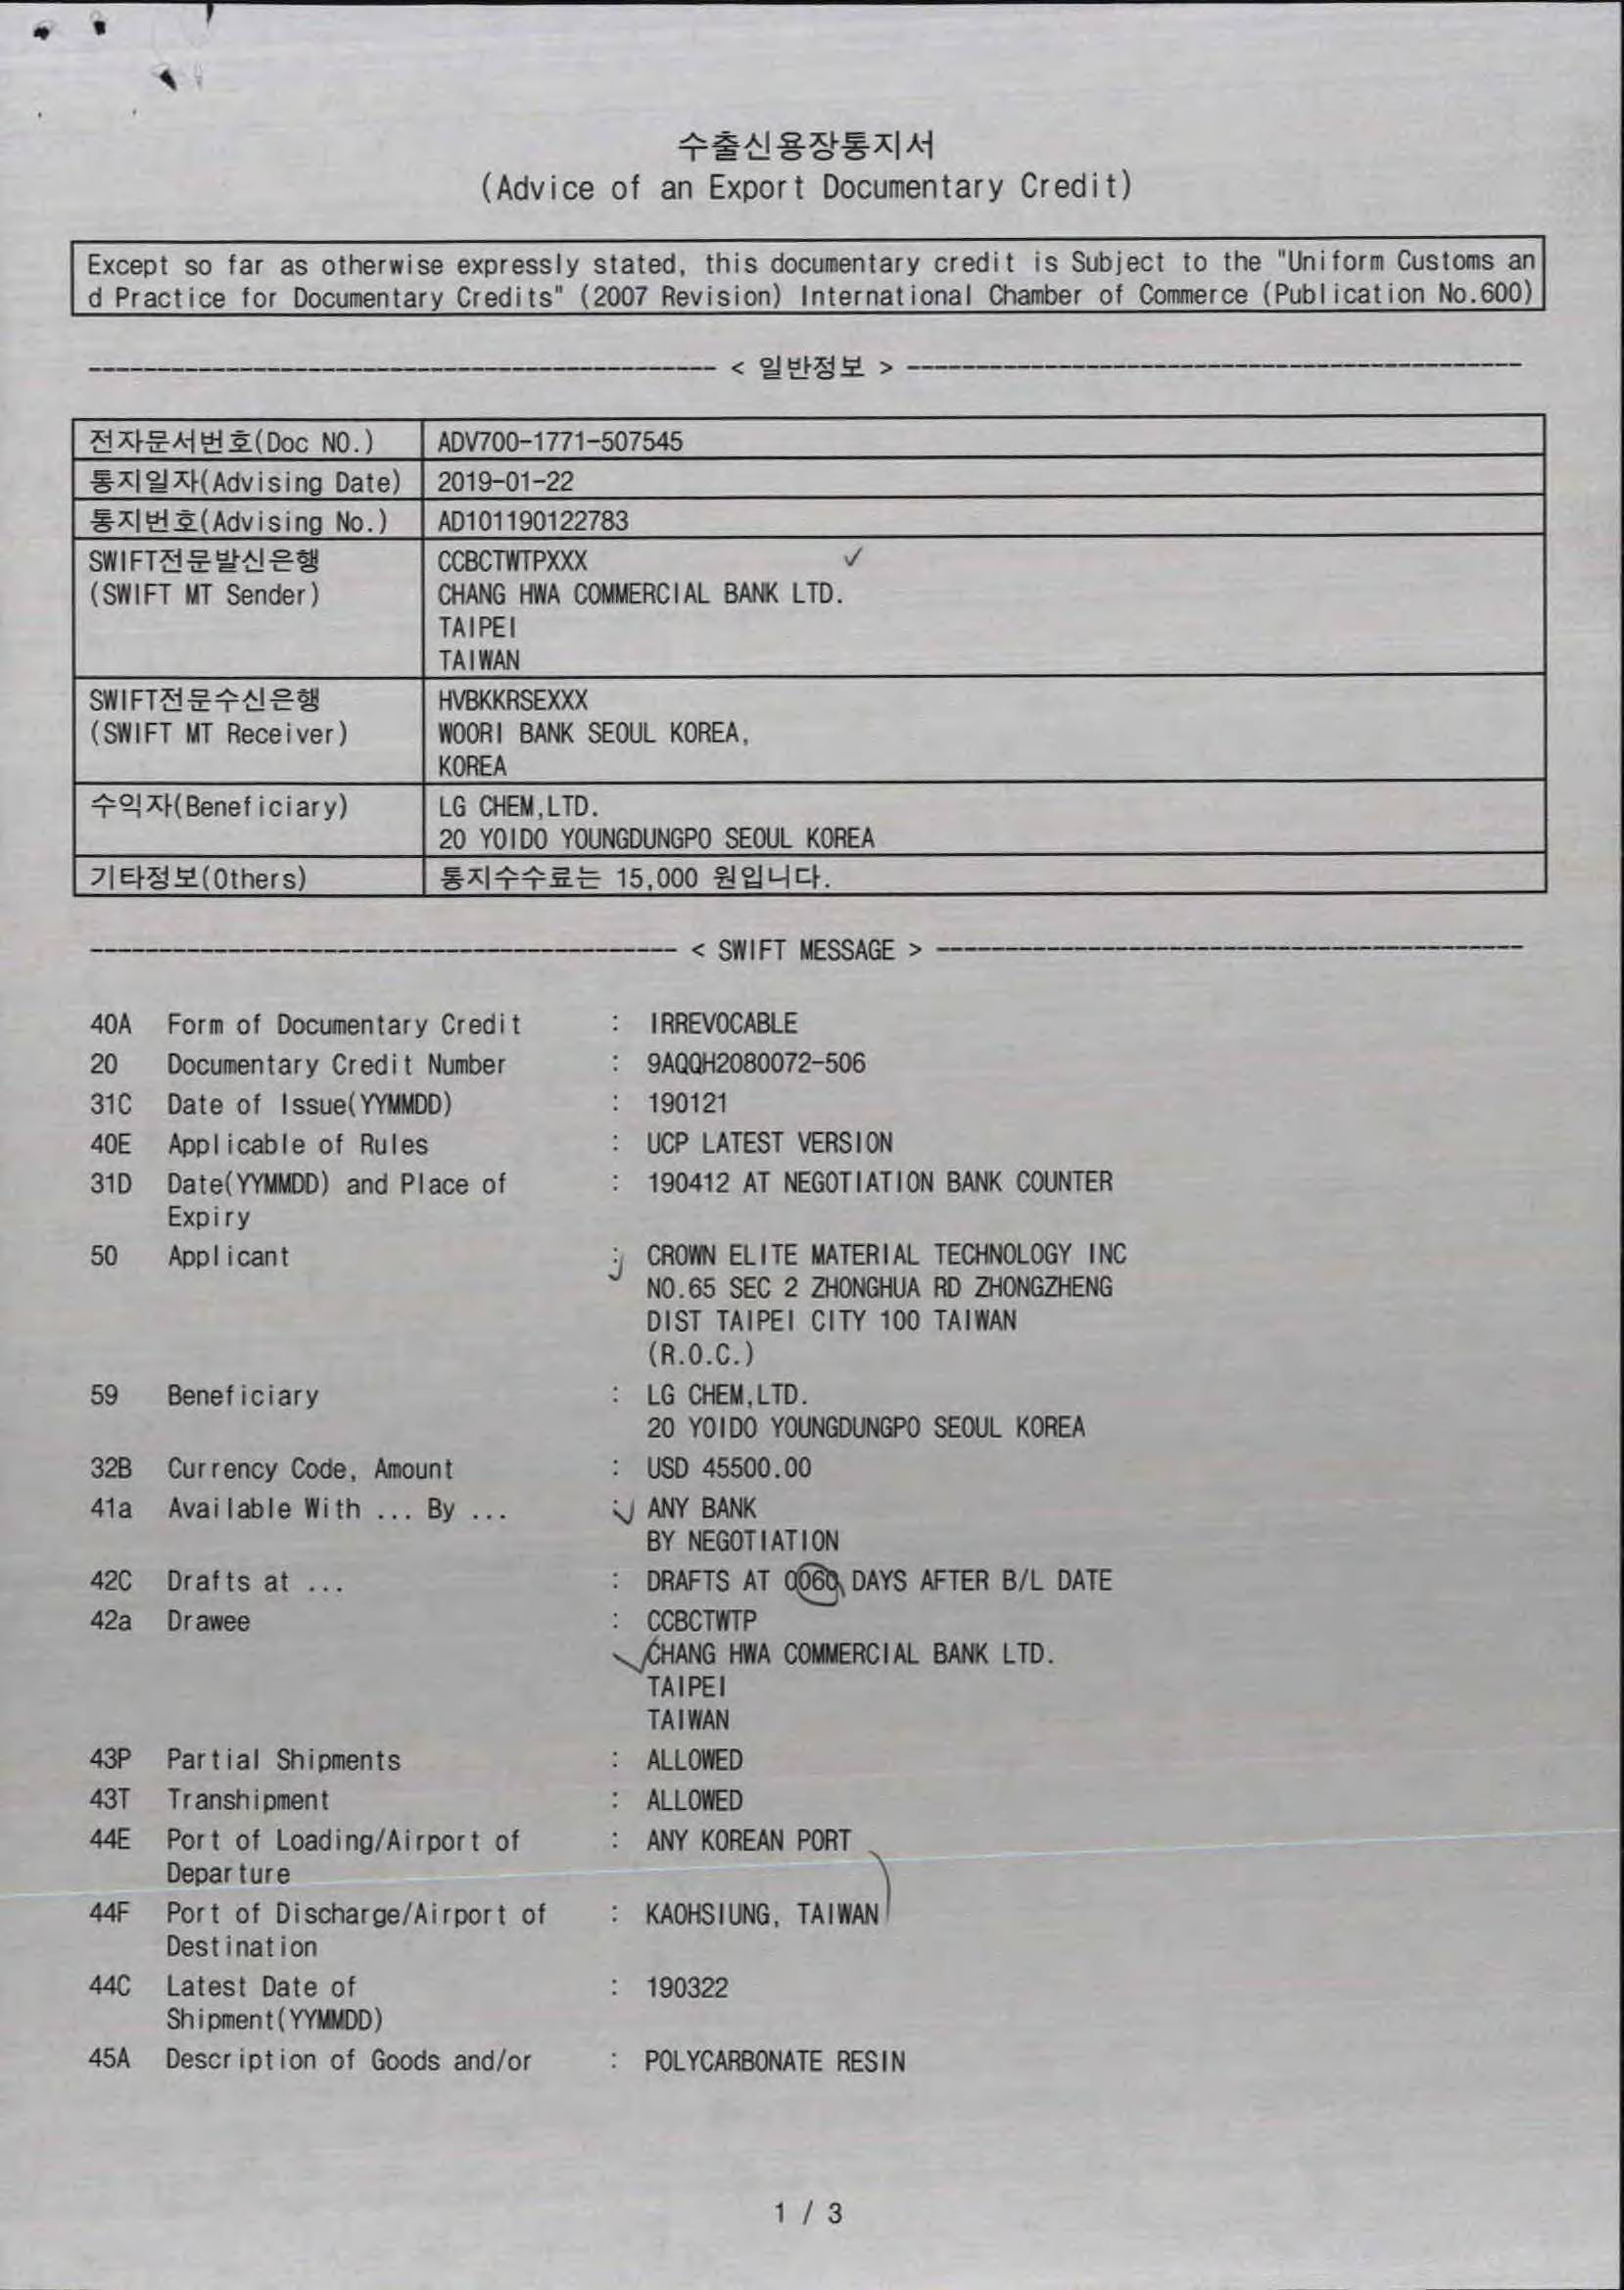 수출신용장통지서
(Advice of an Export Documentary Credit)
Except so far as otherwise expressly stated, this documentary credit is Subject to the "Uniform Customs an
d Practice for Documentary Credits" (2007 Revision) International Chamber of Commerce (Publication No.600)
< 일반정보 >
전자문서번호(Doc NO.) ADV700-1771-507545
통지일자(Advising Date) 2019-01-22
통지번호(Advising No.) AD101190122783
SWIFT전문발신은행 CCBCTWTPXXX
(SWIFT MT Sender) CHANG HWA COMMERCIAL BANK LTD.
TAIPEI
TAIWAN
SWIFT전문수신은행 HVBKKRSEXXX
(SWIFT MT Receiver) WOORI BANK SEOUL KOREA,
KOREA
수익자(Beneficiary) LG CHEM,LTD.
20 YOIDO YOUNGDUNGPO SEOUL KOREA
기타정보(Others) 통지수수료는 15,000 원입니다.
< SWIFT MESSAGE >
40A Form of Documentary Credit : IRREVOCABLE
20 Documentary Credit Number : 9AQQH2080072-506
31C Date of Issue(YYMMDD) : 190121
40E Applicable of Rules : UCP LATEST VERSION
31D Date(YYMMDD) and Place of : 190412 AT NEGOTIATION BANK COUNTER
Expiry
50 Applicant : CROWN ELITE MATERIAL TECHNOLOGY INC
NO.65 SEC 2 ZHONGHUA RD ZHONGZHENG
DIST TAIPEI CITY 100 TAIWAN
(R.O.C.)
59 Beneficiary : LG CHEM,LTD.
20 YOIDO YOUNGDUNGPO SEOUL KOREA
32B Currency Code, Amount : USD 45500.00
41a Available With ... By ... : ANY BANK
BY NEGOTIATION
42C Drafts at ... : DRAFTS AT 0060 DAYS AFTER B/L DATE
42a Drawee : CCBCTWTP
CHANG HWA COMMERCIAL BANK LTD.
TAIPEI
TAIWAN
43P Partial Shipments : ALLOWED
43T Transhipment : ALLOWED
44E Port of Loading/Airport of : ANY KOREAN PORT
Departure
44F Port of Discharge/Airport of : KAOHSIUNG, TAIWAN
Destination
44C Latest Date of : 190322
Shipment(YYMMDD)
45A Description of Goods and/or : POLYCARBONATE RESIN
1 / 3